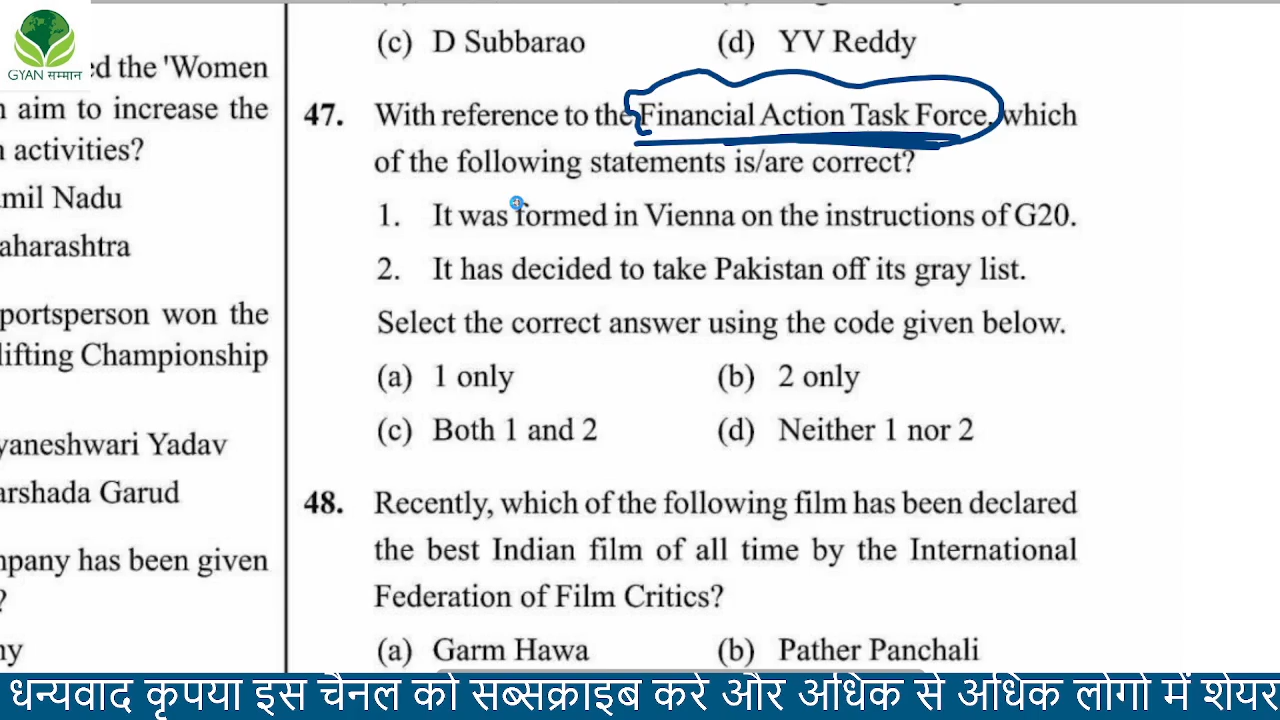 GYAN सम्मान
ed the 'Women
aim to increase the
activities?
amil Nadu
aharashtra
portsperson won the
lifting Championship
yaneshwari Yadav
arshada Garud
mpany has been given
?
ny
(c) D Subbarao (d) YV Reddy
47. With reference to the Financial Action Task Force, which
of the following statements is/are correct?
1. It was formed in Vienna on the instructions of G20.
2. It has decided to take Pakistan off its gray list.
Select the correct answer using the code given below.
(a) 1 only (b) 2 only
(c) Both 1 and 2 (d) Neither 1 nor 2
48. Recently, which of the following film has been declared
the best Indian film of all time by the International
Federation of Film Critics?
(a) Garm Hawa (b) Pather Panchali
धन्यवाद कृपया इस चैनल को सब्सक्राइब करे और अधिक से अधिक लोगो में शेयर